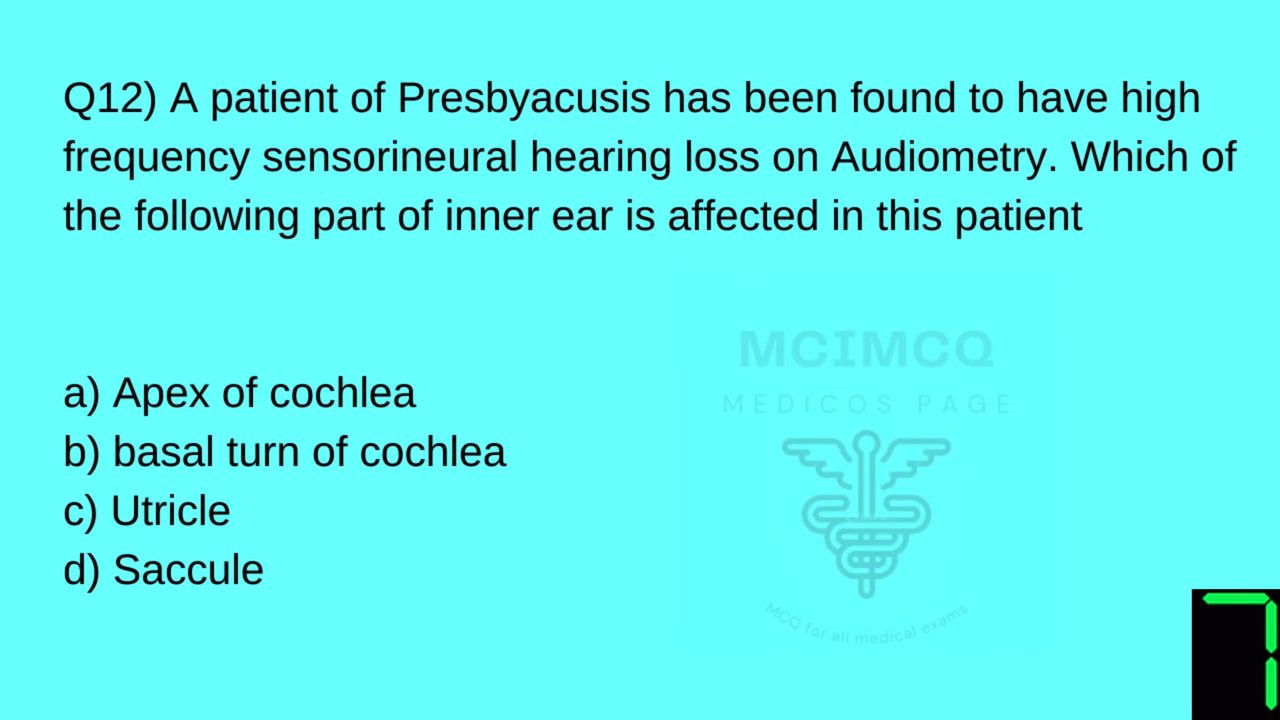 Q12) A patient of Presbyacusis has been found to have high
frequency sensorineural hearing loss on Audiometry. Which of
the following part of inner ear is affected in this patient
a) Apex of cochlea
b) basal turn of cochlea
c) Utricle
d) Saccule
MCIMCQ
MEDICOS PAGE
MCQ for all medical exams
7